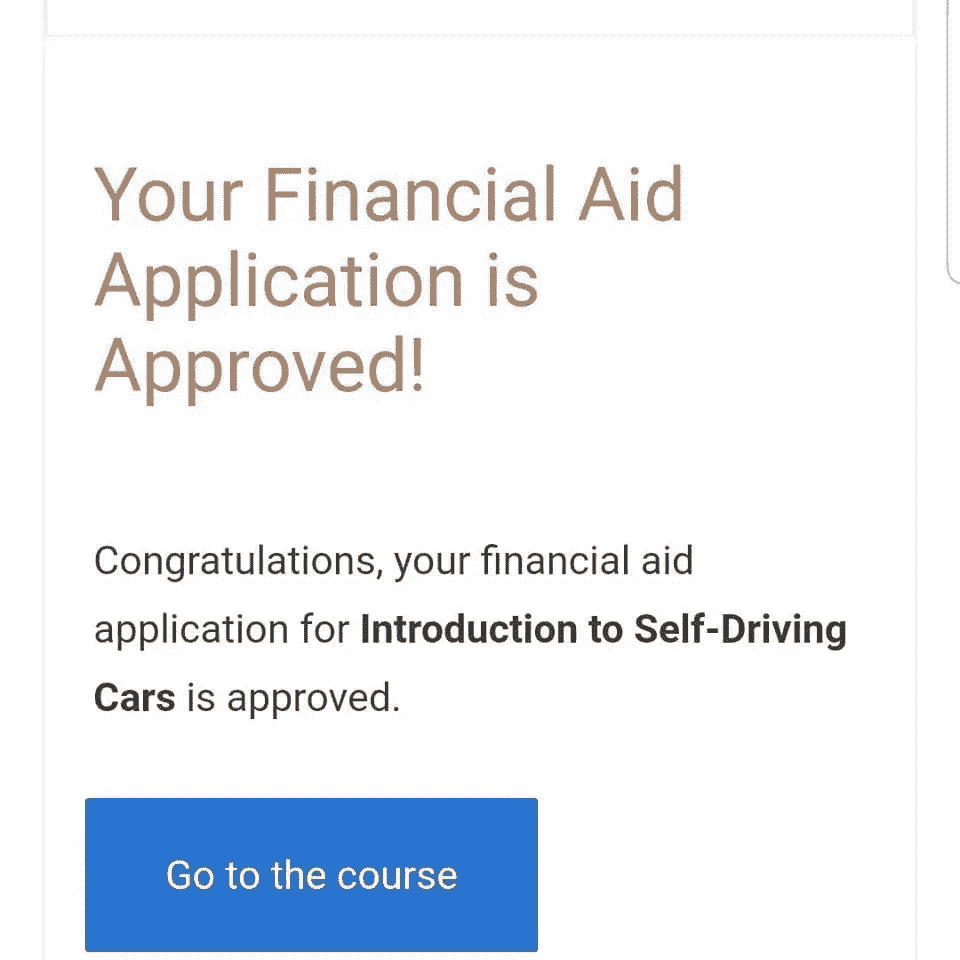 Your Financial Aid
Application is
Approved!
Congratulations, your financial aid
application for Introduction to Self-Driving
Cars is approved.
Go to the course